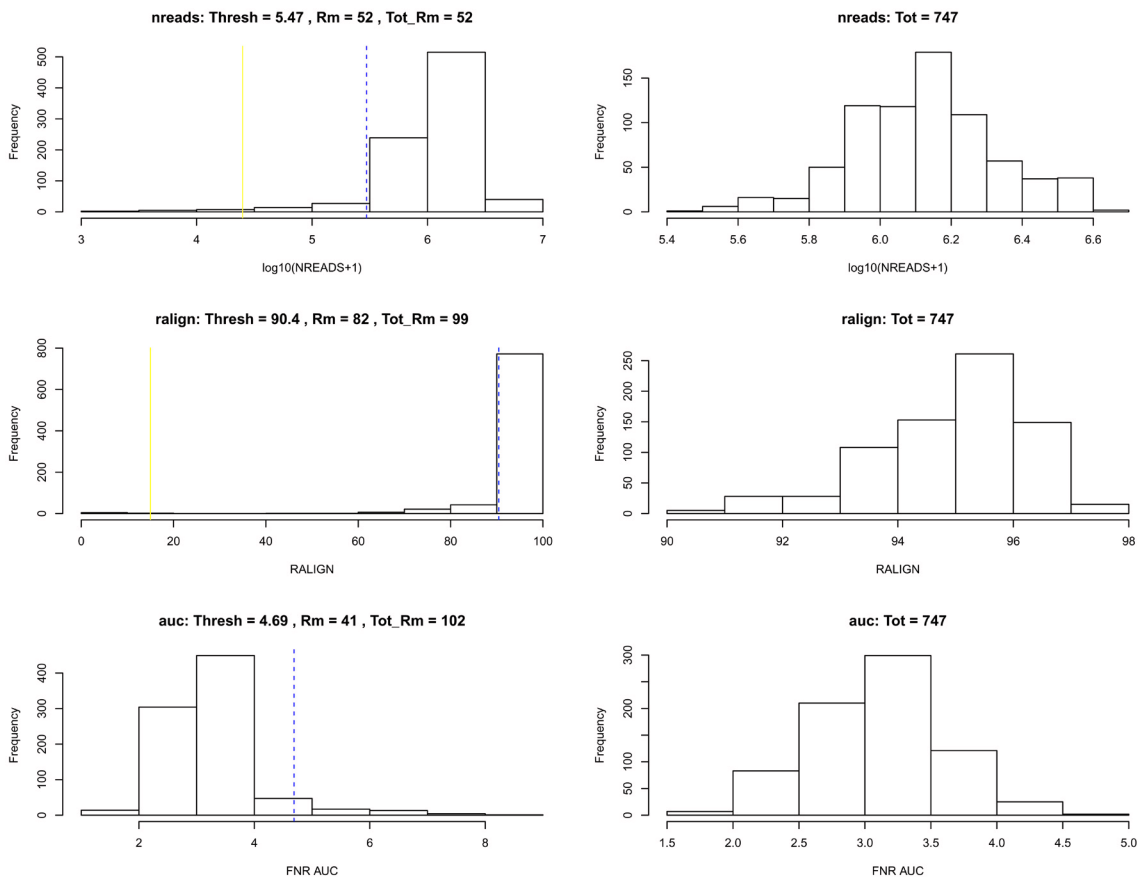 nreads: Thresh = 5.47 , Rm = 52 , Tot_Rm = 52
Frequency
0 100 200 300 400 500
3 4 5 6 7
log10(NREADS+1)
nreads: Tot = 747
Frequency
0 50 100 150
5.4 5.6 5.8 6.0 6.2 6.4 6.6
log10(NREADS+1)
ralign: Thresh = 90.4 , Rm = 82 , Tot_Rm = 99
Frequency
0 200 400 600 800
0 20 40 60 80 100
RALIGN
ralign: Tot = 747
Frequency
0 50 100 150 200 250
90 92 94 96 98
RALIGN
auc: Thresh = 4.69 , Rm = 41 , Tot_Rm = 102
Frequency
0 100 200 300 400
2 4 6 8
FNR AUC
auc: Tot = 747
Frequency
0 50 100 200 300
1.5 2.0 2.5 3.0 3.5 4.0 4.5 5.0
FNR AUC